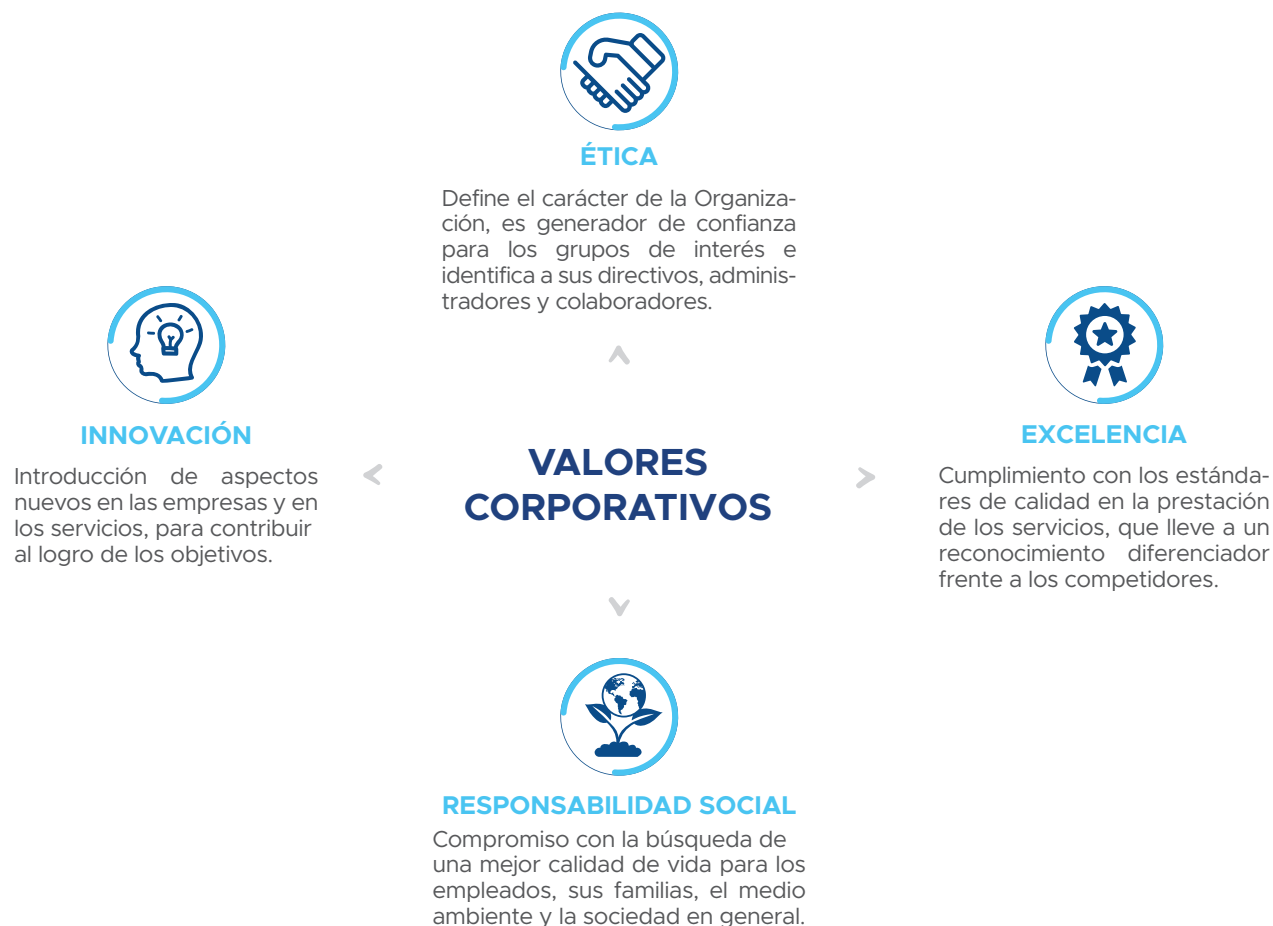 ÉTICA
Define el carácter de la Organiza-
ción, es generador de confianza
para los grupos de interés e
identifica a sus directivos, adminis-
tradores y colaboradores.
INNOVACIÓN
Introducción de aspectos
nuevos en las empresas y en
los servicios, para contribuir
al logro de los objetivos.
VALORES
CORPORATIVOS
EXCELENCIA
Cumplimiento con los estánda-
res de calidad en la prestación
de los servicios, que lleve a un
reconocimiento diferenciador
frente a los competidores.
RESPONSABILIDAD SOCIAL
Compromiso con la búsqueda de
una mejor calidad de vida para los
empleados, sus familias, el medio
ambiente y la sociedad en general.